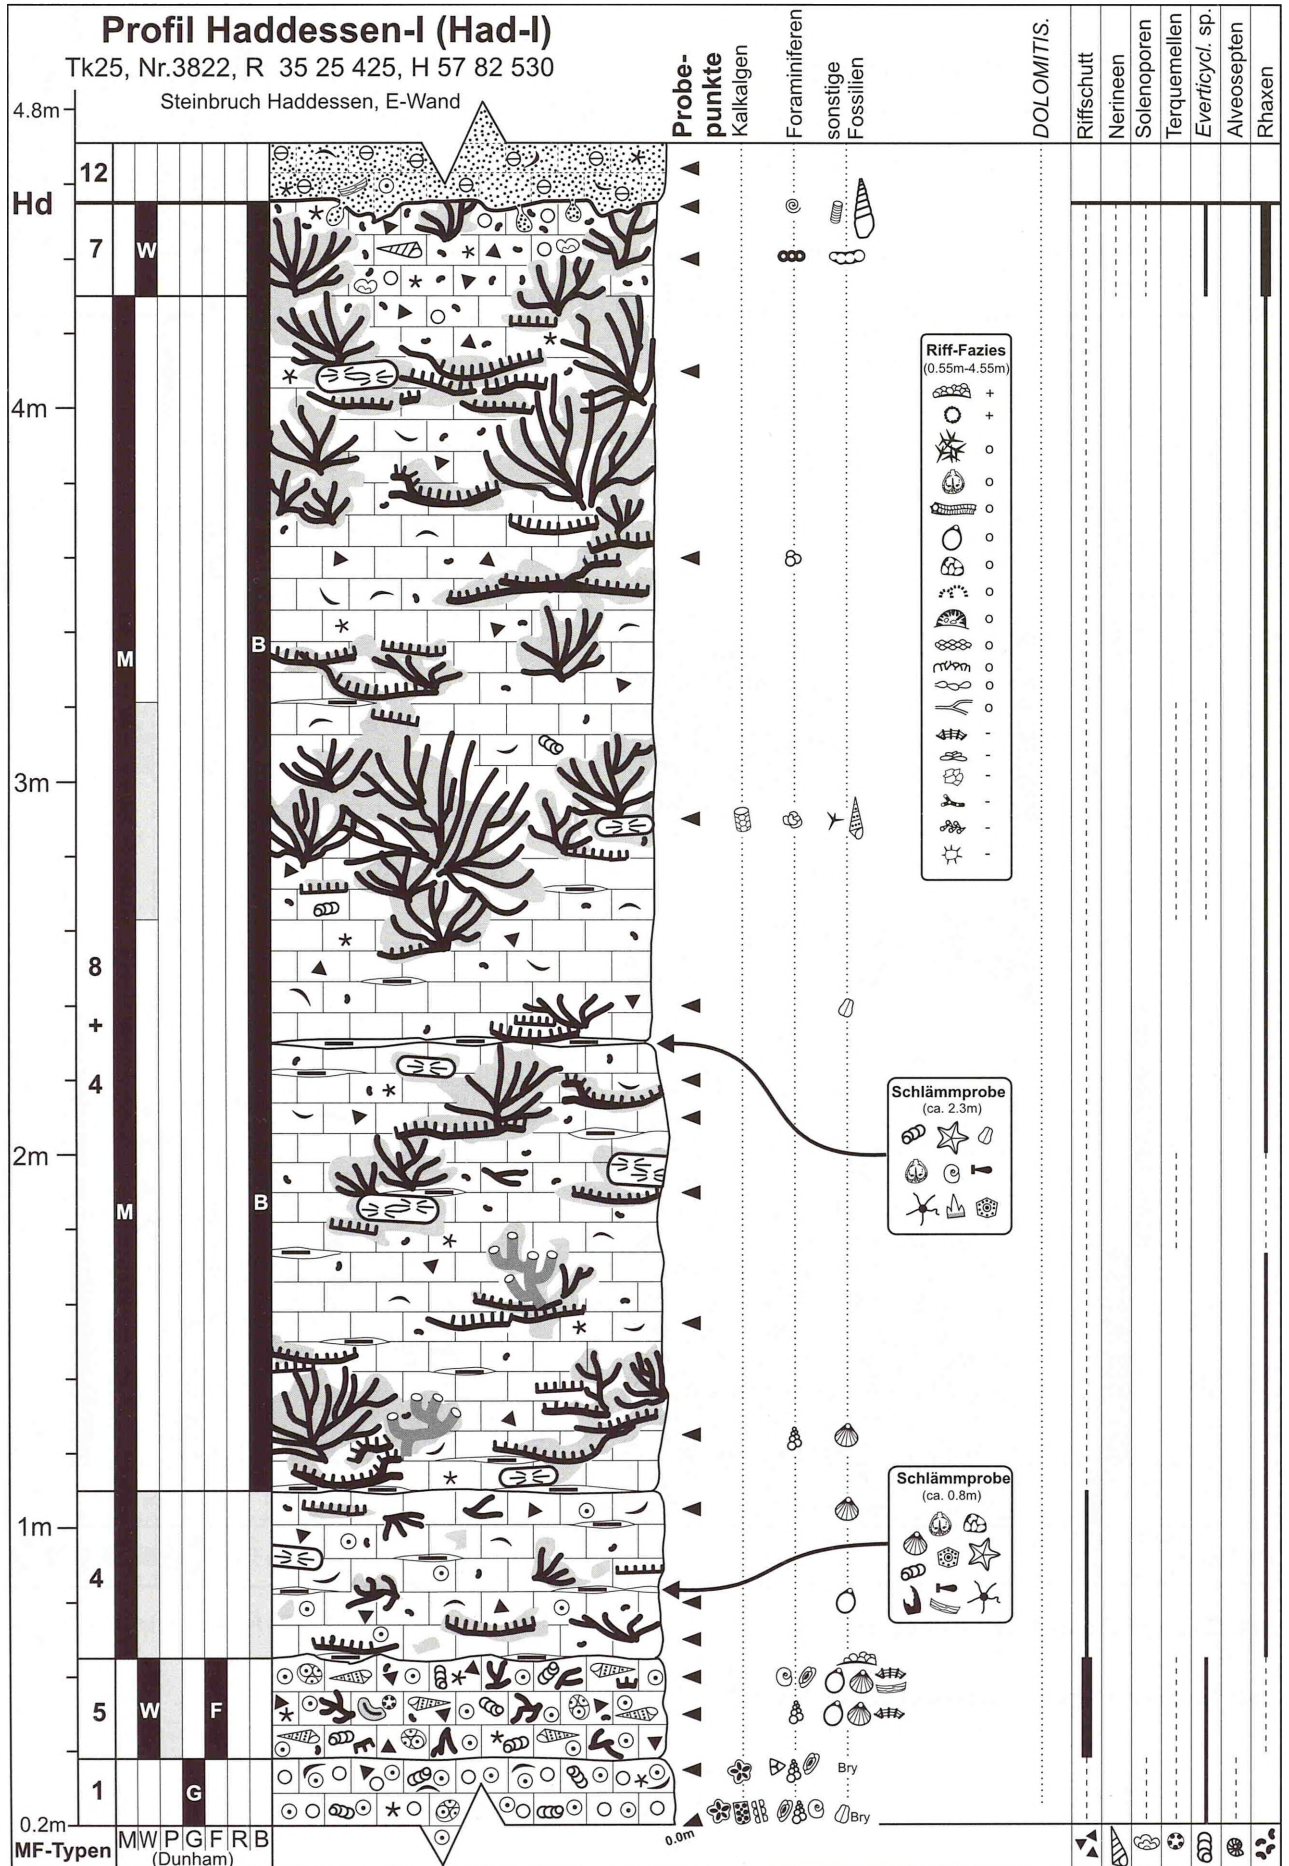 Profil Haddessen-I (Had-I)
Tk25, Nr.3822, R 35 25 425, H 57 82 530
Steinbruch Haddessen, E-Wand
Probe-
punkte
Kalkalgen
Foraminiferen
sonstige
Fossilien
DOLOMITIS.
Riffschutt
Nerineen
Solenoporen
Terquemellen
Everticycl. sp.
Alveosepten
Rhaxen
4.8m
12
Hd
7
W
4m
Riff-Fazies
(0.55m-4.55m)
+
+
o
o
o
o
o
o
o
o
o
o
o
-
-
-
-
-
-
M
B
3m
8
+
4
Schlämmprobe
(ca. 2.3m)
2m
M
B
Schlämmprobe
(ca. 0.8m)
1m
4
5
W
F
1
G
Bry
Bry
0.2m
0.0m
MF-Typen
M W P G F R B
(Dunham)